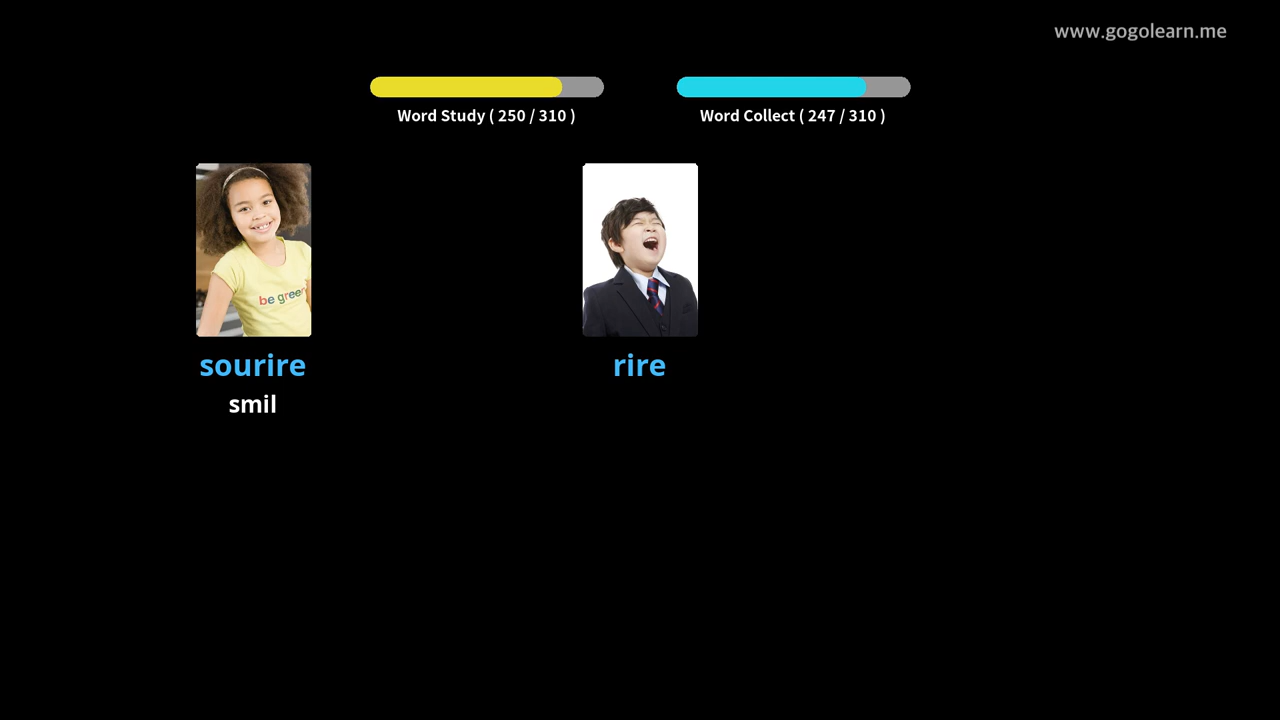 www.gogolearn.me
Word Study ( 250 / 310 )
Word Collect ( 247 / 310 )
be green
sourire
rire
smil